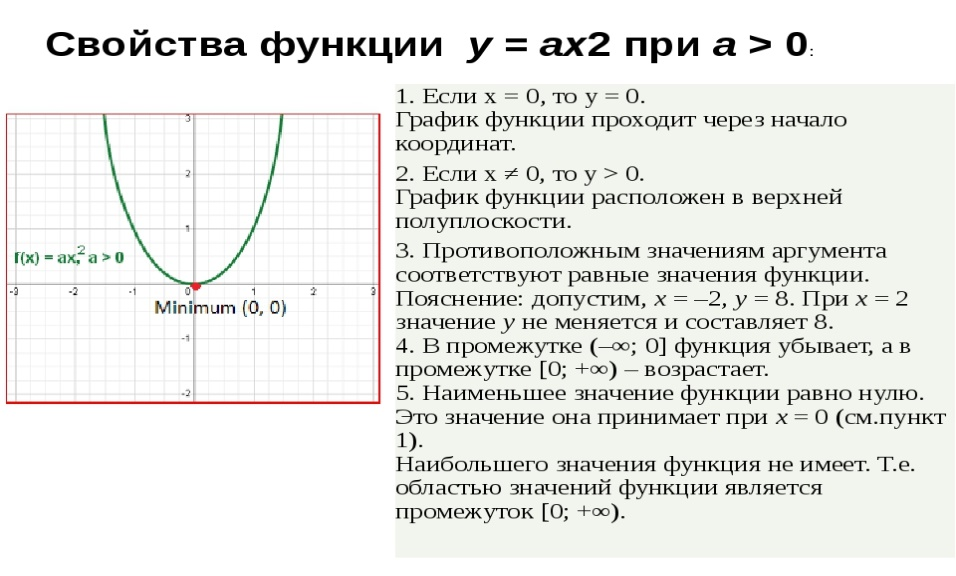 Свойства функции y = ax2 при a > 0:
1. Если x = 0, то y = 0.
График функции проходит через начало
координат.
2. Если x ≠ 0, то y > 0.
График функции расположен в верхней
полуплоскости.
3. Противоположным значениям аргумента
соответствуют равные значения функции.
Пояснение: допустим, x = –2, y = 8. При x = 2
значение y не меняется и составляет 8.
4. В промежутке (–∞; 0] функция убывает, а в
промежутке [0; +∞) – возрастает.
5. Наименьшее значение функции равно нулю.
Это значение она принимает при x = 0 (см.пункт
1).
Наибольшего значения функция не имеет. Т.е.
областью значений функции является
промежуток [0; +∞).
3
2
1
f(x) = ax², a > 0
-3 -2 -1 0 1 2 3
Minimum (0, 0)
-1
-2